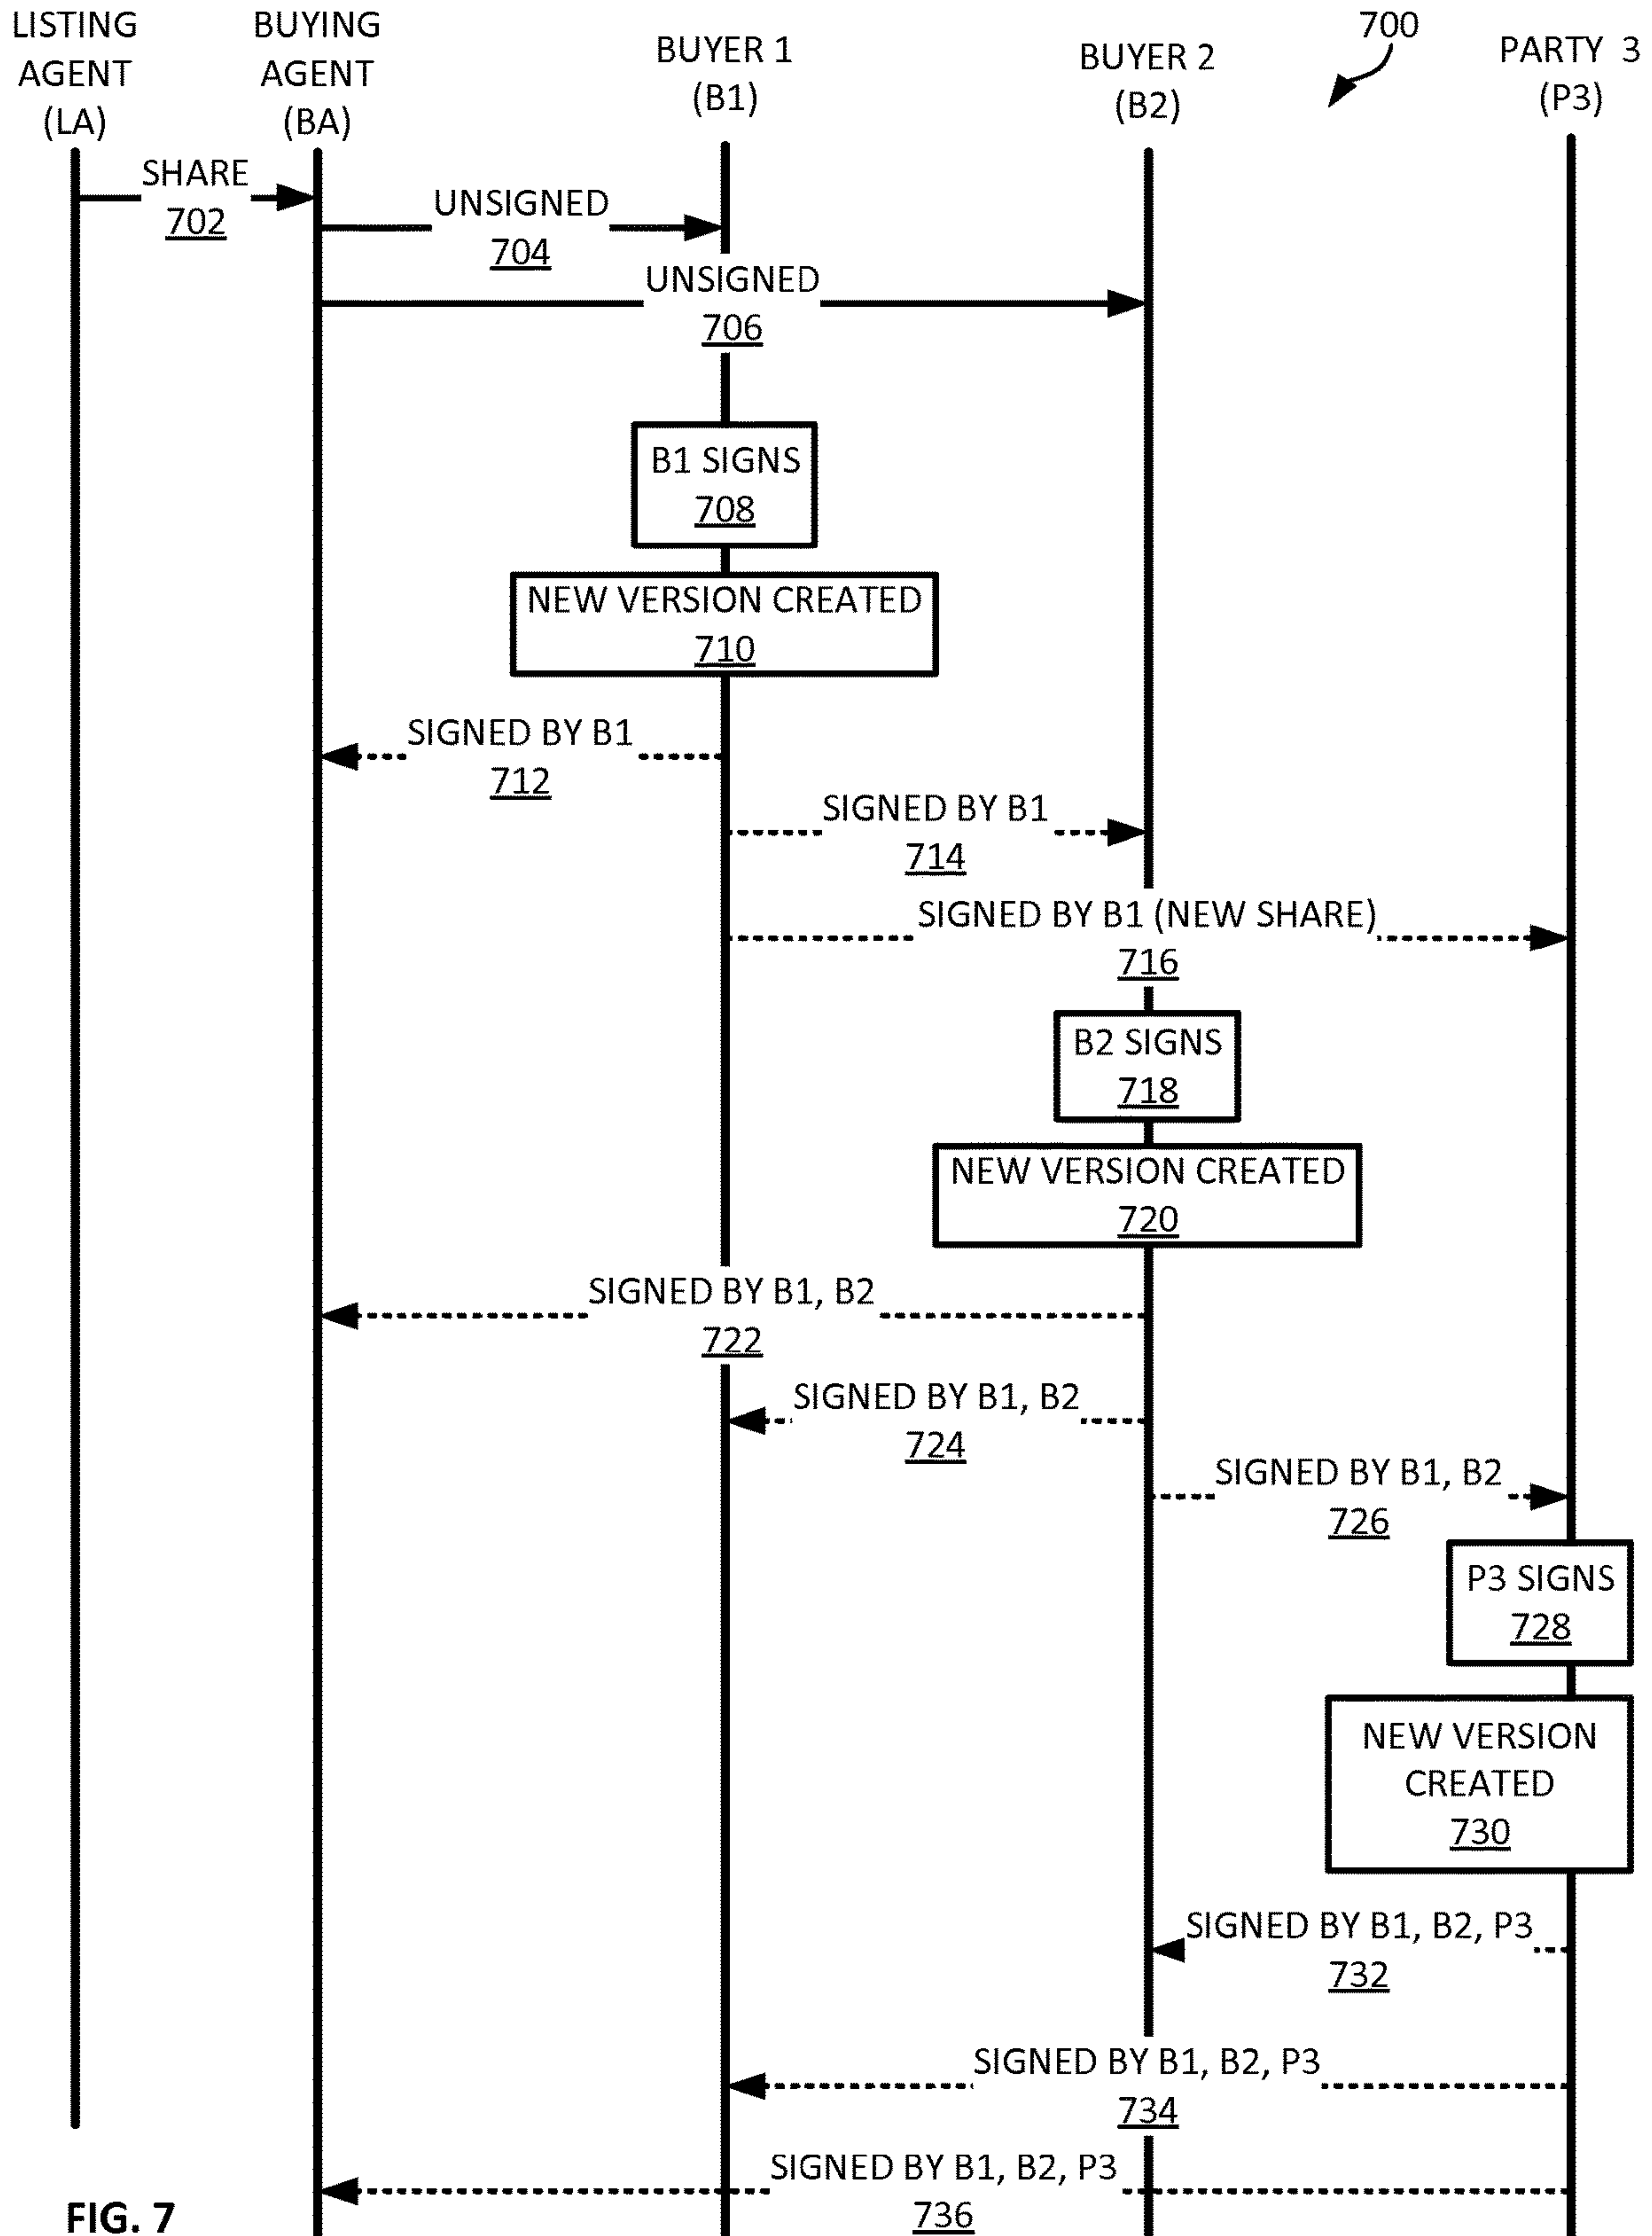 LISTING
AGENT
(LA)
BUYING
AGENT
(BA)
BUYER 1
(B1)
BUYER 2
(B2)
700
PARTY 3
(P3)
SHARE
702
UNSIGNED
704
UNSIGNED
706
B1 SIGNS
708
NEW VERSION CREATED
710
SIGNED BY B1
712
SIGNED BY B1
714
SIGNED BY B1 (NEW SHARE)
716
B2 SIGNS
718
NEW VERSION CREATED
720
SIGNED BY B1, B2
722
SIGNED BY B1, B2
724
SIGNED BY B1, B2
726
P3 SIGNS
728
NEW VERSION
CREATED
730
SIGNED BY B1, B2, P3
732
SIGNED BY B1, B2, P3
734
SIGNED BY B1, B2, P3
736
FIG. 7